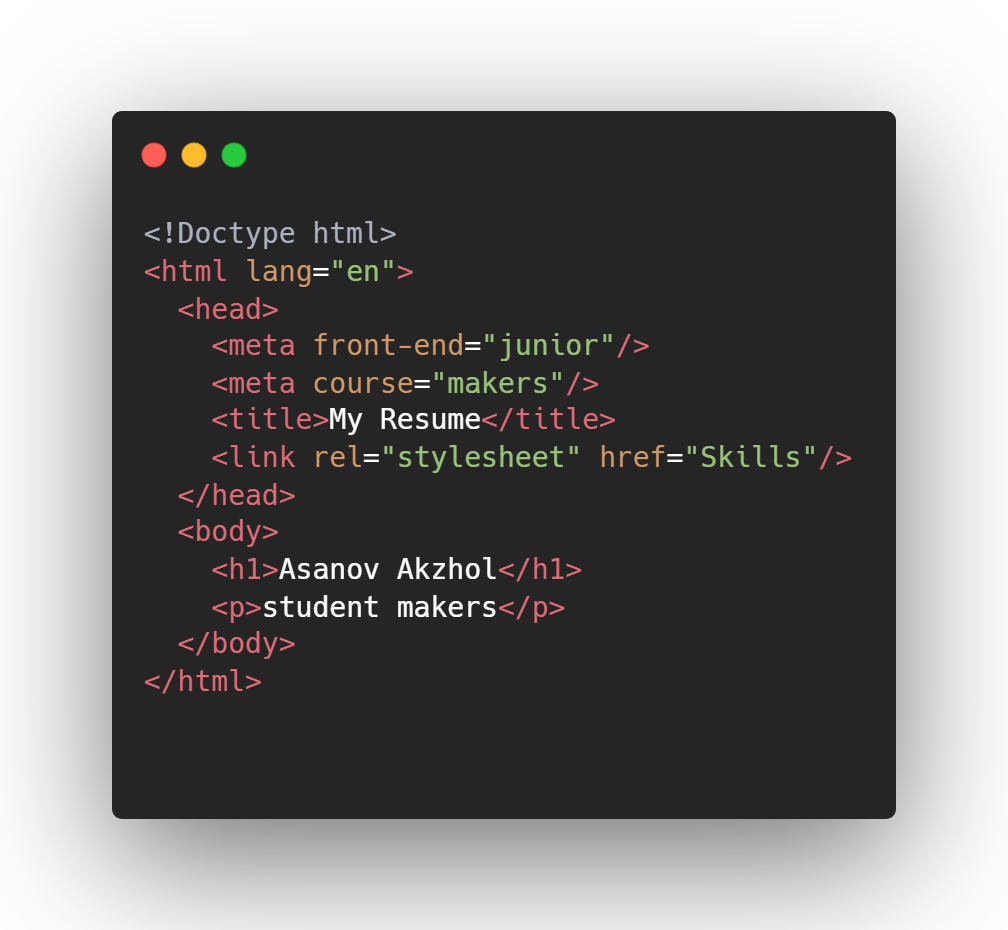 <!Doctype html>
<html lang="en">
  <head>
    <meta front-end="junior"/>
    <meta course="makers"/>
    <title>My Resume</title>
    <link rel="stylesheet" href="Skills"/>
  </head>
  <body>
    <h1>Asanov Akzhol</h1>
    <p>student makers</p>
  </body>
</html>